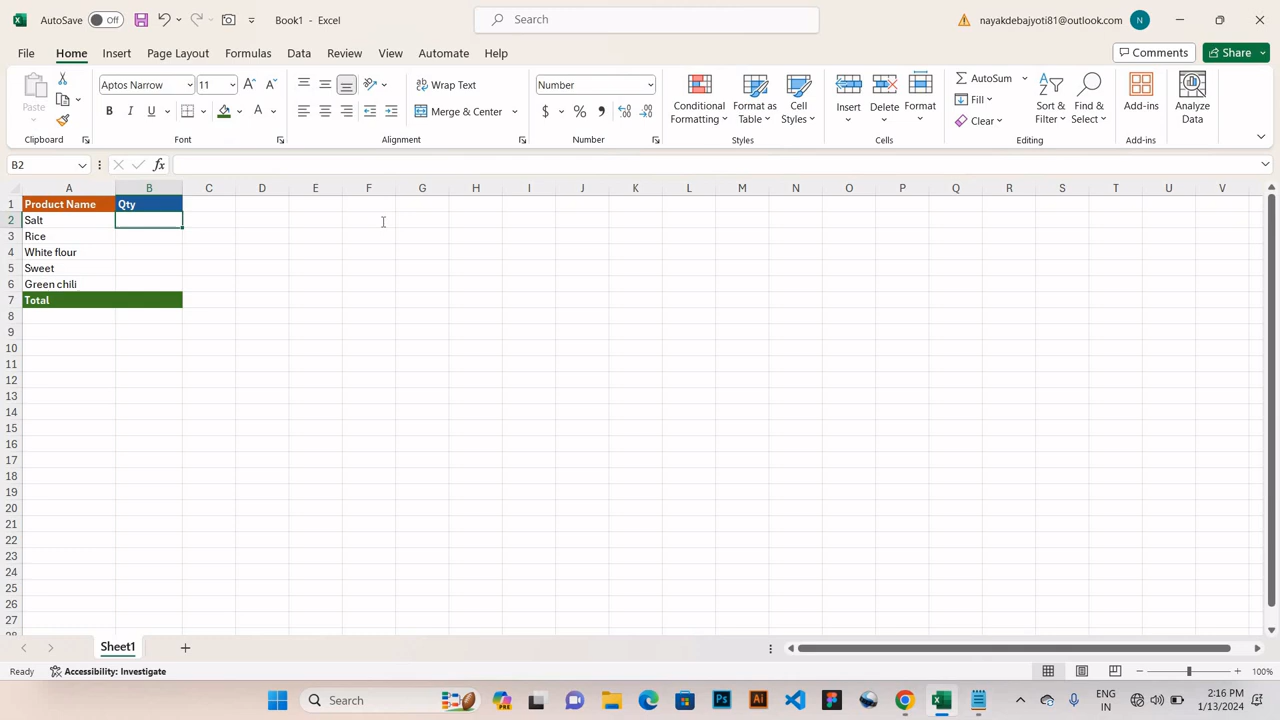 AutoSave Off Book1 - Excel Search nayakdebajyoti81@outlook.com N
File Home Insert Page Layout Formulas Data Review View Automate Help Comments Share
Paste Aptos Narrow 11 Wrap Text Number AutoSum
Conditional Formatting Format as Table Cell Styles Insert Delete Format Fill Sort & Filter Find & Select Add-ins Analyze Data
B I U A ab Merge & Center $ % , Clear
Clipboard Font Alignment Number Styles Cells Editing Add-ins
B2 fx
A B C D E F G H I J K L M N O P Q R S T U V
1 Product Name Qty
2 Salt
3 Rice
4 White flour
5 Sweet
6 Green chili
7 Total
8
9
10
11
12
13
14
15
16
17
18
19
20
21
22
23
24
25
26
27
28
Sheet1
Ready Accessibility: Investigate 100%
Search Ps Ai ENG IN 2:16 PM 1/13/2024